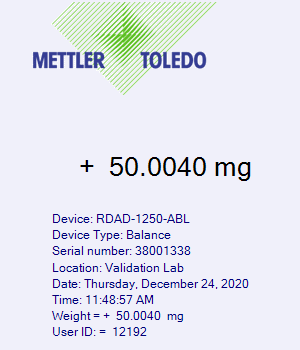 METTLER TOLEDO
+ 50.0040 mg
Device: RDAD-1250-ABL
Device Type: Balance
Serial number: 38001338
Location: Validation Lab
Date: Thursday, December 24, 2020
Time: 11:48:57 AM
Weight = + 50.0040 mg
User ID: = 12192